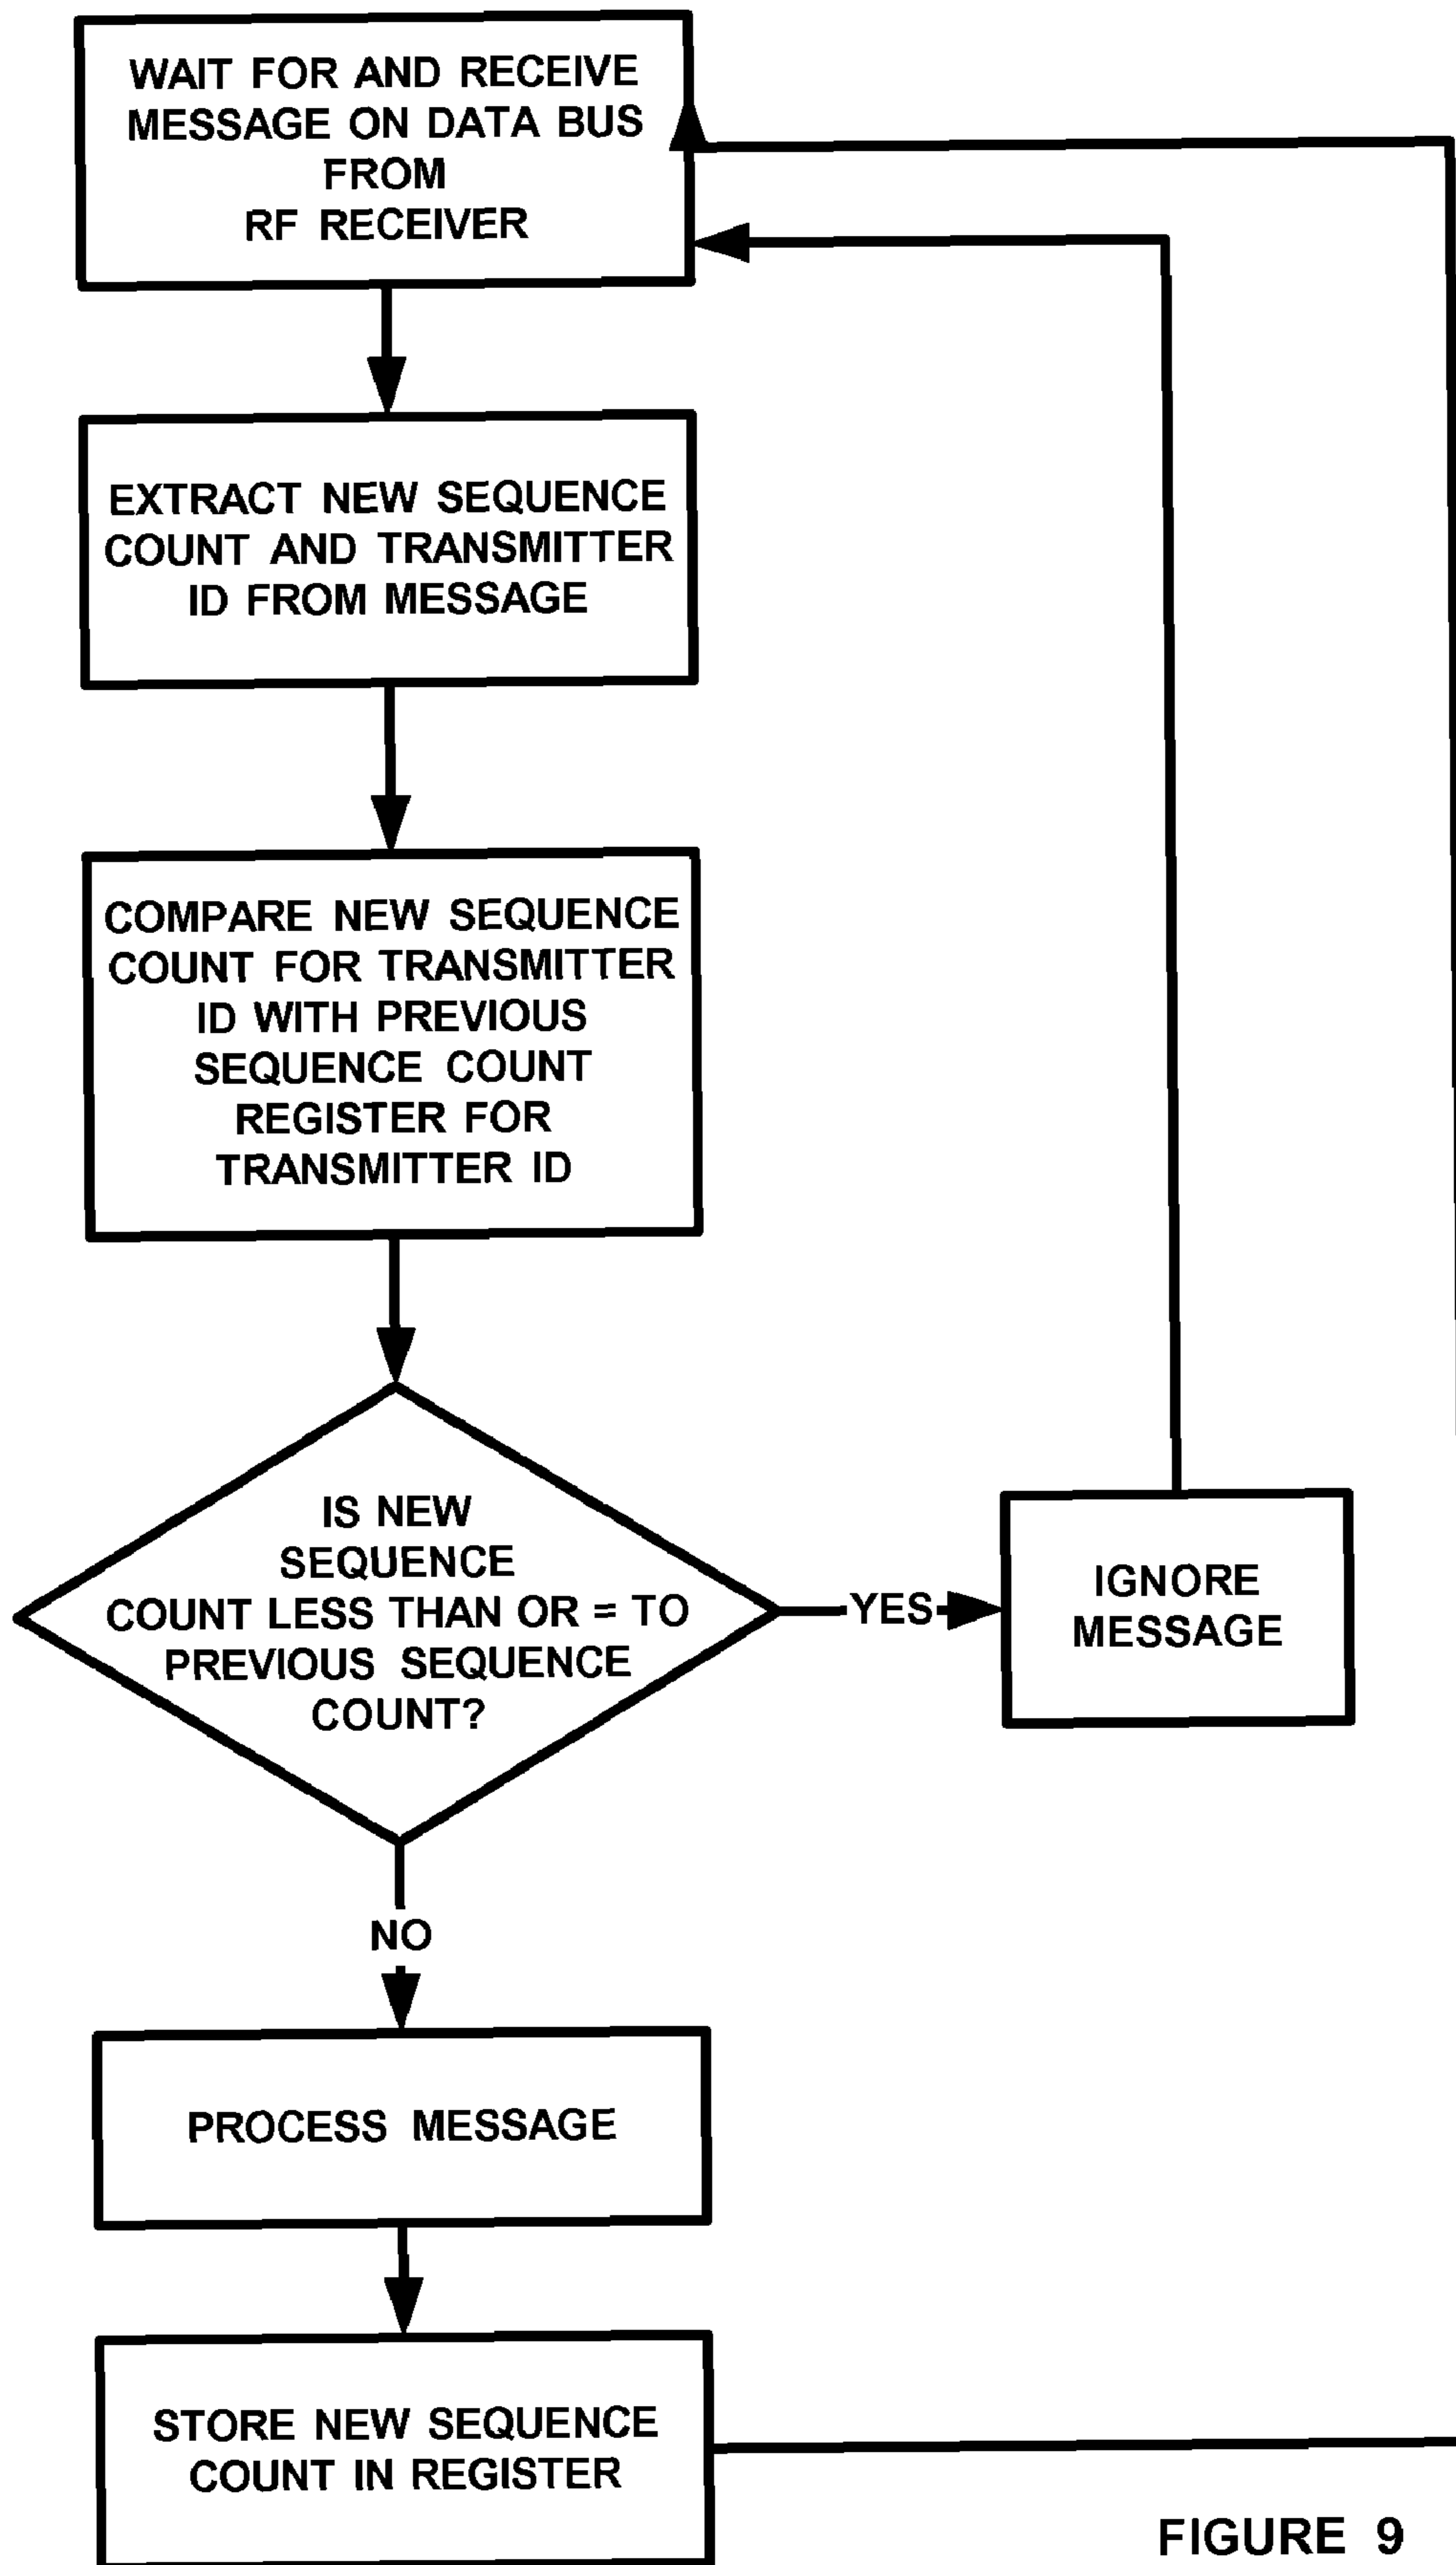 WAIT FOR AND RECEIVE
MESSAGE ON DATA BUS
FROM
RF RECEIVER
EXTRACT NEW SEQUENCE
COUNT AND TRANSMITTER
ID FROM MESSAGE
COMPARE NEW SEQUENCE
COUNT FOR TRANSMITTER
ID WITH PREVIOUS
SEQUENCE COUNT
REGISTER FOR
TRANSMITTER ID
IS NEW
SEQUENCE
COUNT LESS THAN OR = TO
PREVIOUS SEQUENCE
COUNT?
YES
IGNORE
MESSAGE
NO
PROCESS MESSAGE
STORE NEW SEQUENCE
COUNT IN REGISTER
FIGURE 9